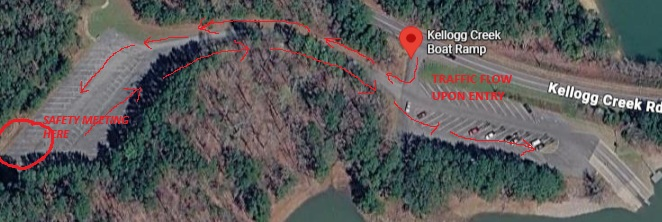 Kellogg Creek
Boat Ramp
TRAFFIC FLOW
UPON ENTRY
Kellogg Creek Rd
SAFETY MEETING
HERE